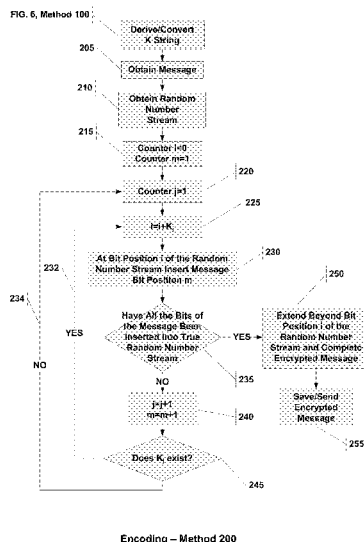 FIG. 6, Method 100
Derive/Convert
K String
205
Obtain Message
210
Obtain Random
Number
Stream
215
Counter i=0
Counter m=1
220
Counter j=1
225
i=i+Kj
230
At Bit Position i of the Random
Number Stream Insert Message
Bit Position m
232
234
YES
NO
Have All the Bits of
the Message Been
Inserted into True
Random Number
Stream
YES
235
250
Extend Beyond Bit
Position i of the
Random Number
Stream and Complete
Encrypted Message
Save/Send
Encrypted
Message
255
NO
j=j+1
m=m+1
240
Does Kj exist?
245
Encoding – Method 200